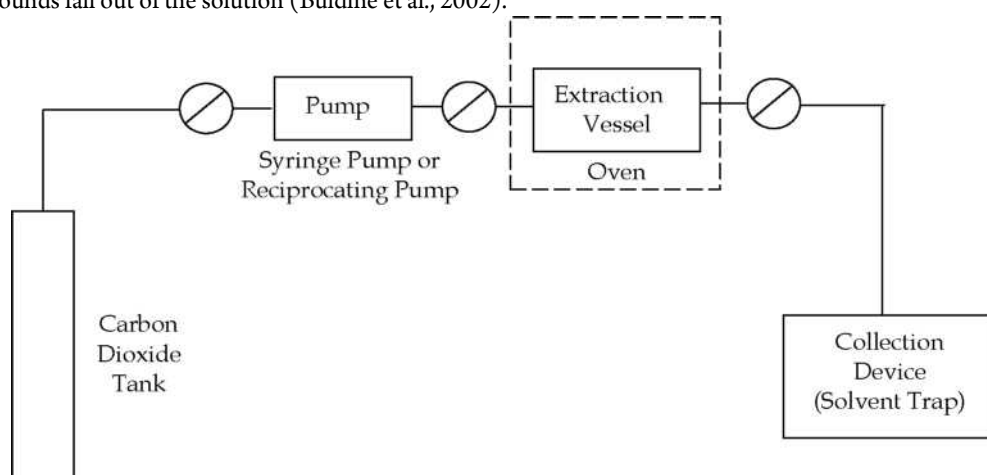 ounds fall out of the solution (Buldine et al., 2002).
Pump
Syringe Pump or
Reciprocating Pump
Extraction
Vessel
Oven
Carbon
Dioxide
Tank
Collection
Device
(Solvent Trap)